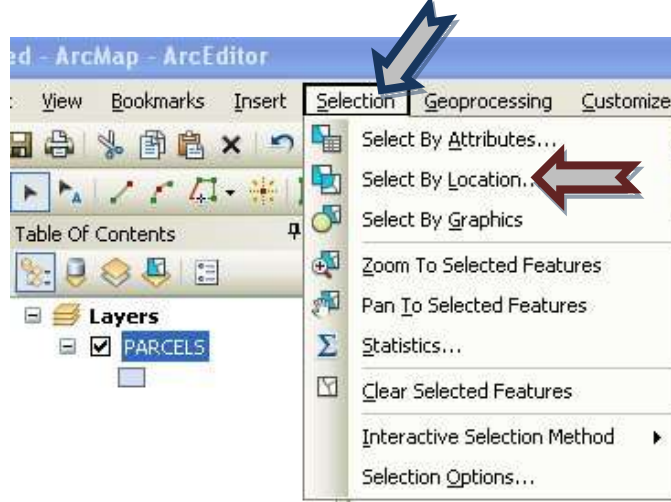 ed - ArcMap - ArcEditor
View Bookmarks Insert Selection Geoprocessing Customize
Select By Attributes...
Select By Location..
Select By Graphics
Zoom To Selected Features
Pan To Selected Features
Statistics...
Clear Selected Features
Interactive Selection Method
Selection Options...
Table Of Contents
Layers
PARCELS